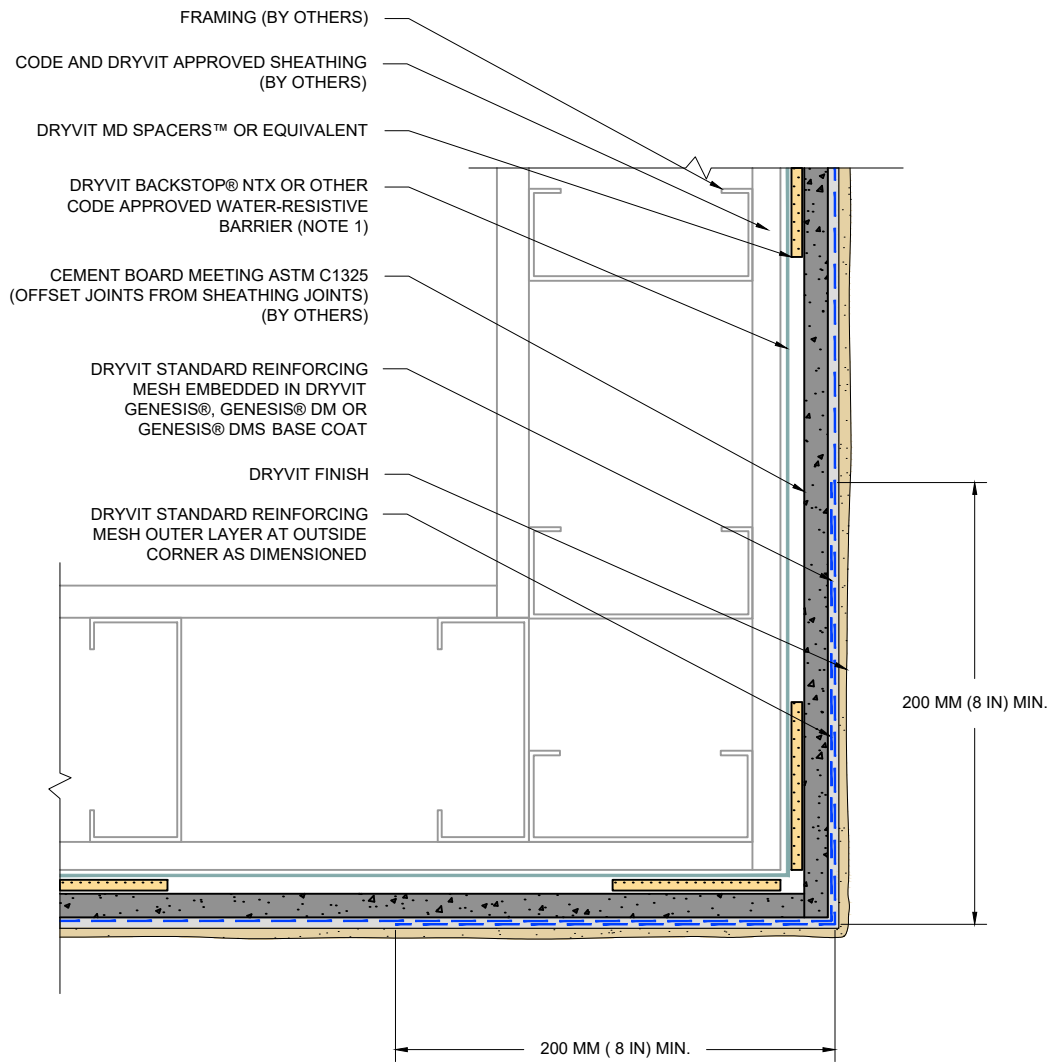 FRAMING (BY OTHERS)
CODE AND DRYVIT APPROVED SHEATHING
(BY OTHERS)
DRYVIT MD SPACERS™ OR EQUIVALENT
DRYVIT BACKSTOP® NTX OR OTHER
CODE APPROVED WATER-RESISTIVE
BARRIER (NOTE 1)
CEMENT BOARD MEETING ASTM C1325
(OFFSET JOINTS FROM SHEATHING JOINTS)
(BY OTHERS)
DRYVIT STANDARD REINFORCING
MESH EMBEDDED IN DRYVIT
GENESIS®, GENESIS® DM OR
GENESIS® DMS BASE COAT
DRYVIT FINISH
DRYVIT STANDARD REINFORCING
MESH OUTER LAYER AT OUTSIDE
CORNER AS DIMENSIONED
200 MM (8 IN) MIN.
200 MM ( 8 IN) MIN.